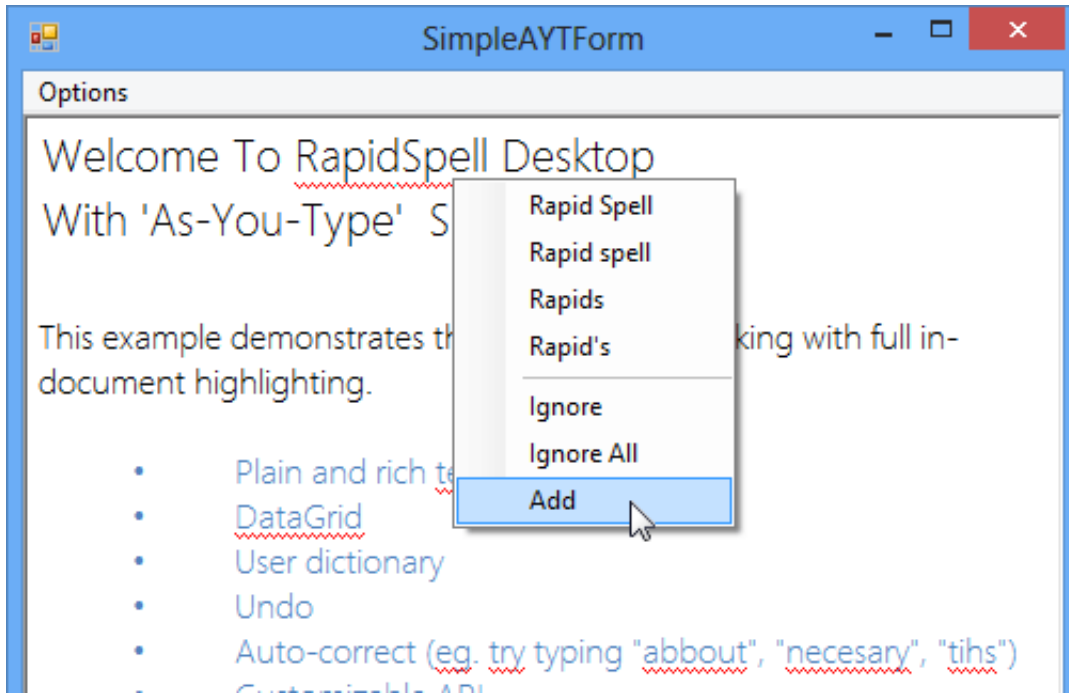 SimpleAYTForm
Options
Welcome To RapidSpell Desktop
With 'As-You-Type'
Rapid Spell
Rapid spell
Rapids
Rapid's
Ignore
Ignore All
Add
This example demonstrates king with full in-
document highlighting.
• Plain and rich
• DataGrid
• User dictionary
• Undo
• Auto-correct (eg. try typing "abbout", "necesary", "tihs")